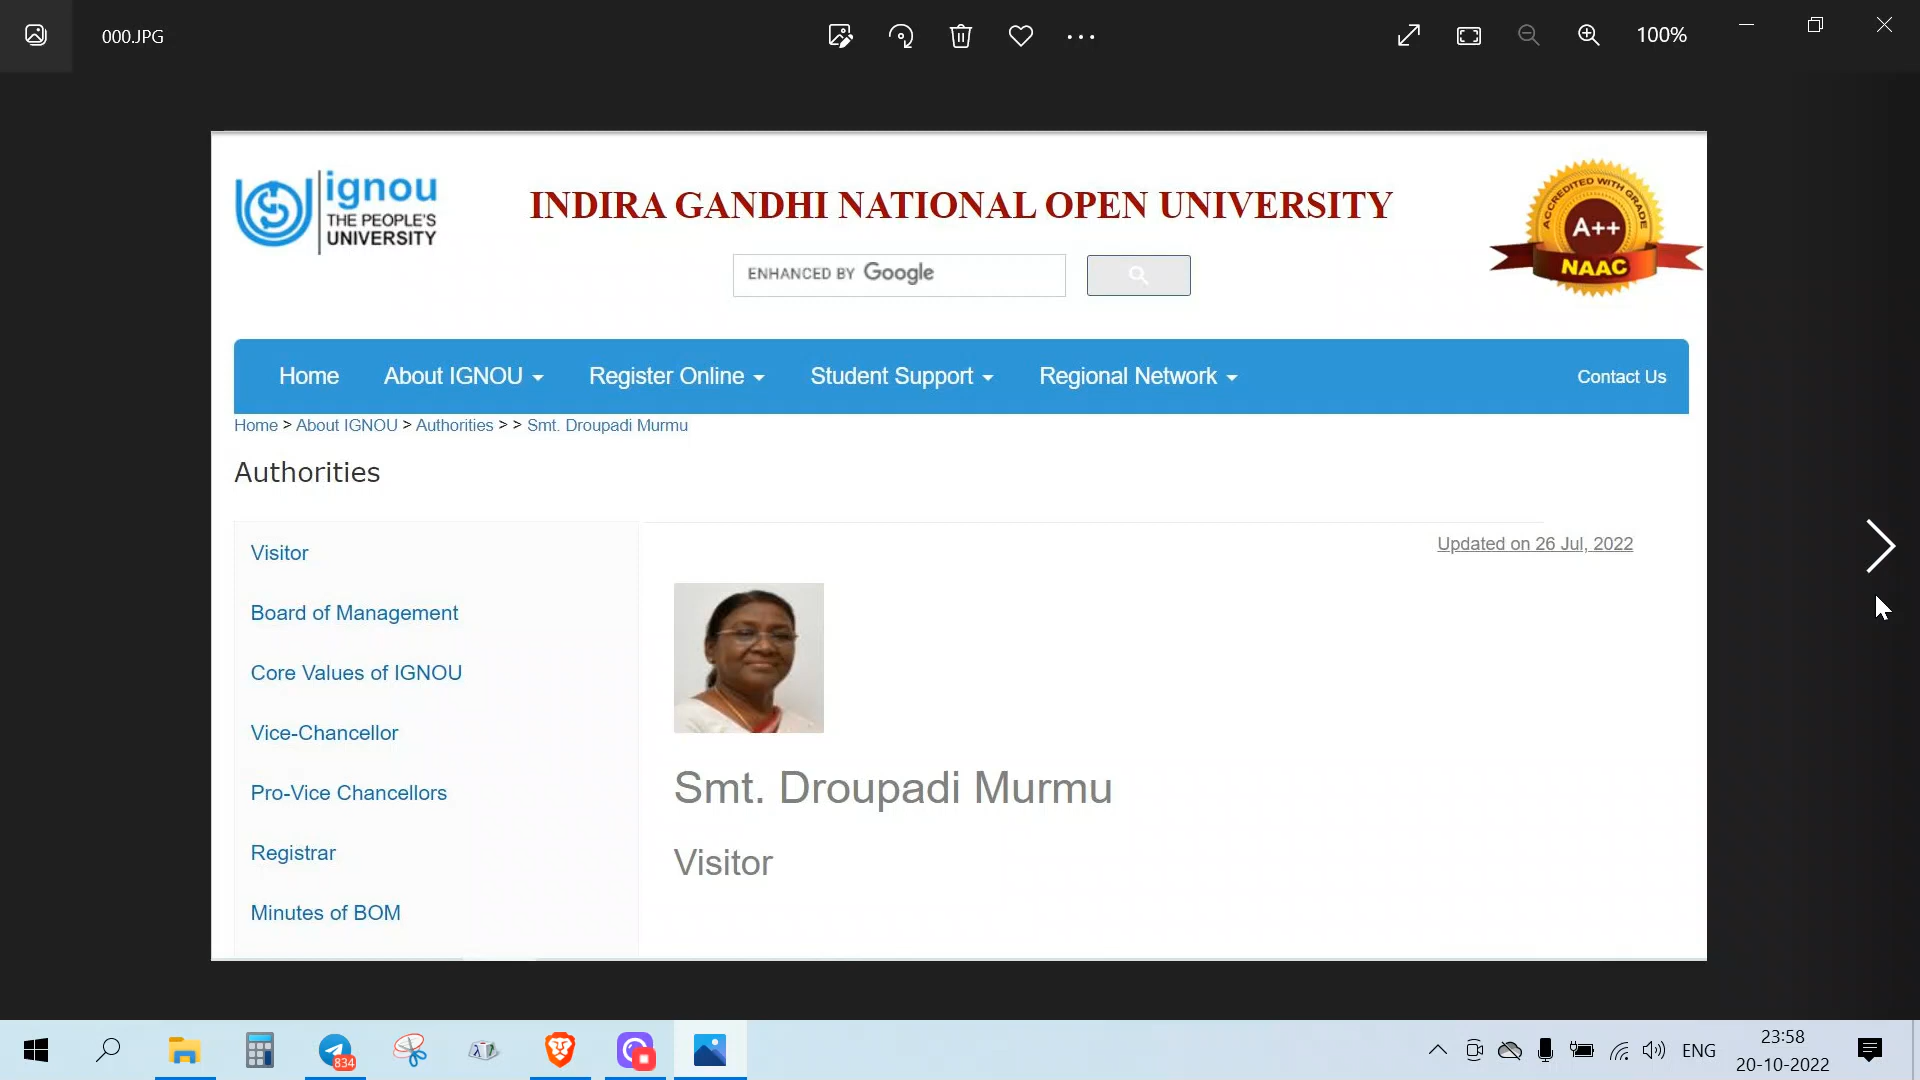 000.JPG
100%
ignou
THE PEOPLE'S
UNIVERSITY
INDIRA GANDHI NATIONAL OPEN UNIVERSITY
ACCREDITED WITH GRADE
A++
NAAC
ENHANCED BY Google
Home
About IGNOU
Register Online
Student Support
Regional Network
Contact Us
Home > About IGNOU > Authorities > > Smt. Droupadi Murmu
Authorities
Updated on 26 Jul, 2022
Visitor
Board of Management
Core Values of IGNOU
Vice-Chancellor
Pro-Vice Chancellors
Registrar
Minutes of BOM
Smt. Droupadi Murmu
Visitor
834
ENG
23:58
20-10-2022